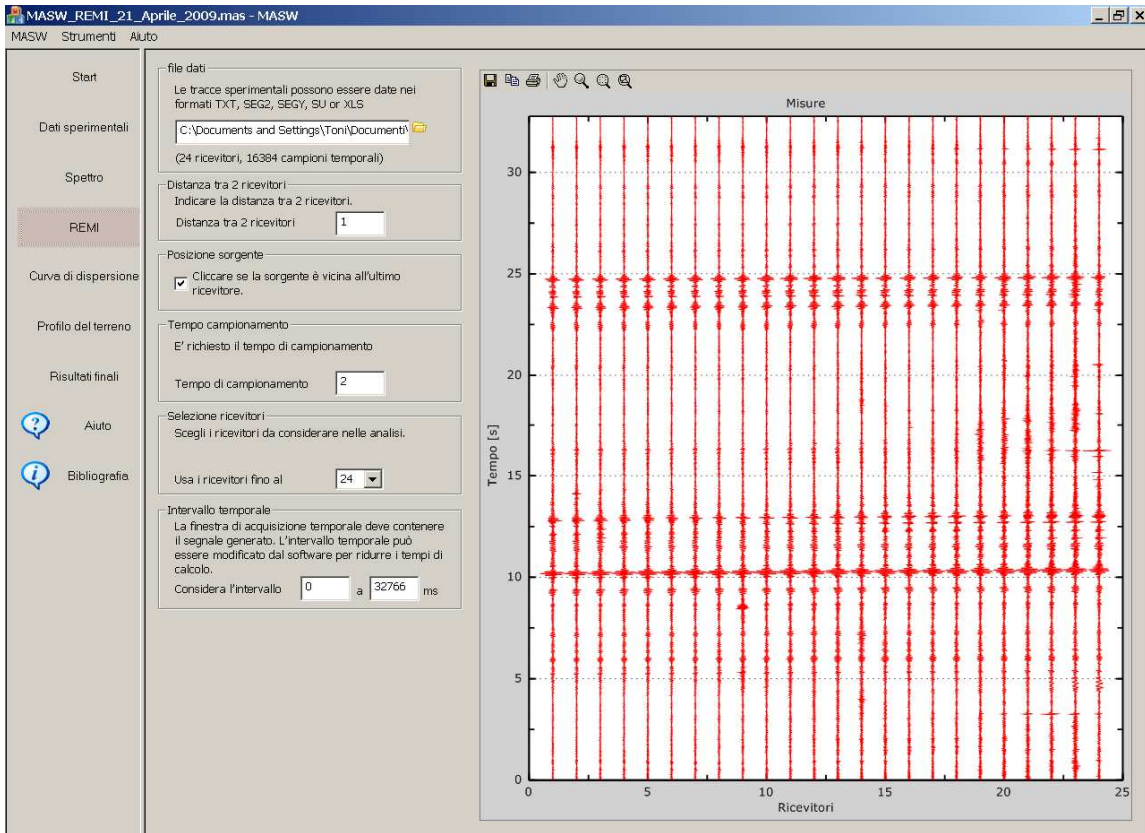 MASW_REMI_21_Aprile_2009.mas - MASW
MASW Strumenti Aiuto
Start
Dati sperimentali
Spettro
REMI
Curva di dispersione
Profilo del terreno
Risultati finali
Aiuto
Bibliografia
file dati
Le tracce sperimentali possono essere date nei
formati TXT, SEG2, SEGY, SU or XLS
C:\Documents and Settings\Toni\Documenti\
(24 ricevitori, 16384 campioni temporali)
Distanza tra 2 ricevitori
Indicare la distanza tra 2 ricevitori.
Distanza tra 2 ricevitori 1
Posizione sorgente
Cliccare se la sorgente è vicina all'ultimo
ricevitore.
Tempo campionamento
E' richiesto il tempo di campionamento
Tempo di campionamento 2
Selezione ricevitori
Scegli i ricevitori da considerare nelle analisi.
Usa i ricevitori fino al 24
Intervallo temporale
La finestra di acquisizione temporale deve contenere
il segnale generato. L'intervallo temporale può
essere modificato dal software per ridurre i tempi di
calcolo.
Considera l'intervallo 0 a 32766 ms
Misure
Tempo [s]
30
25
20
15
10
5
0
0 5 10 15 20 25
Ricevitori